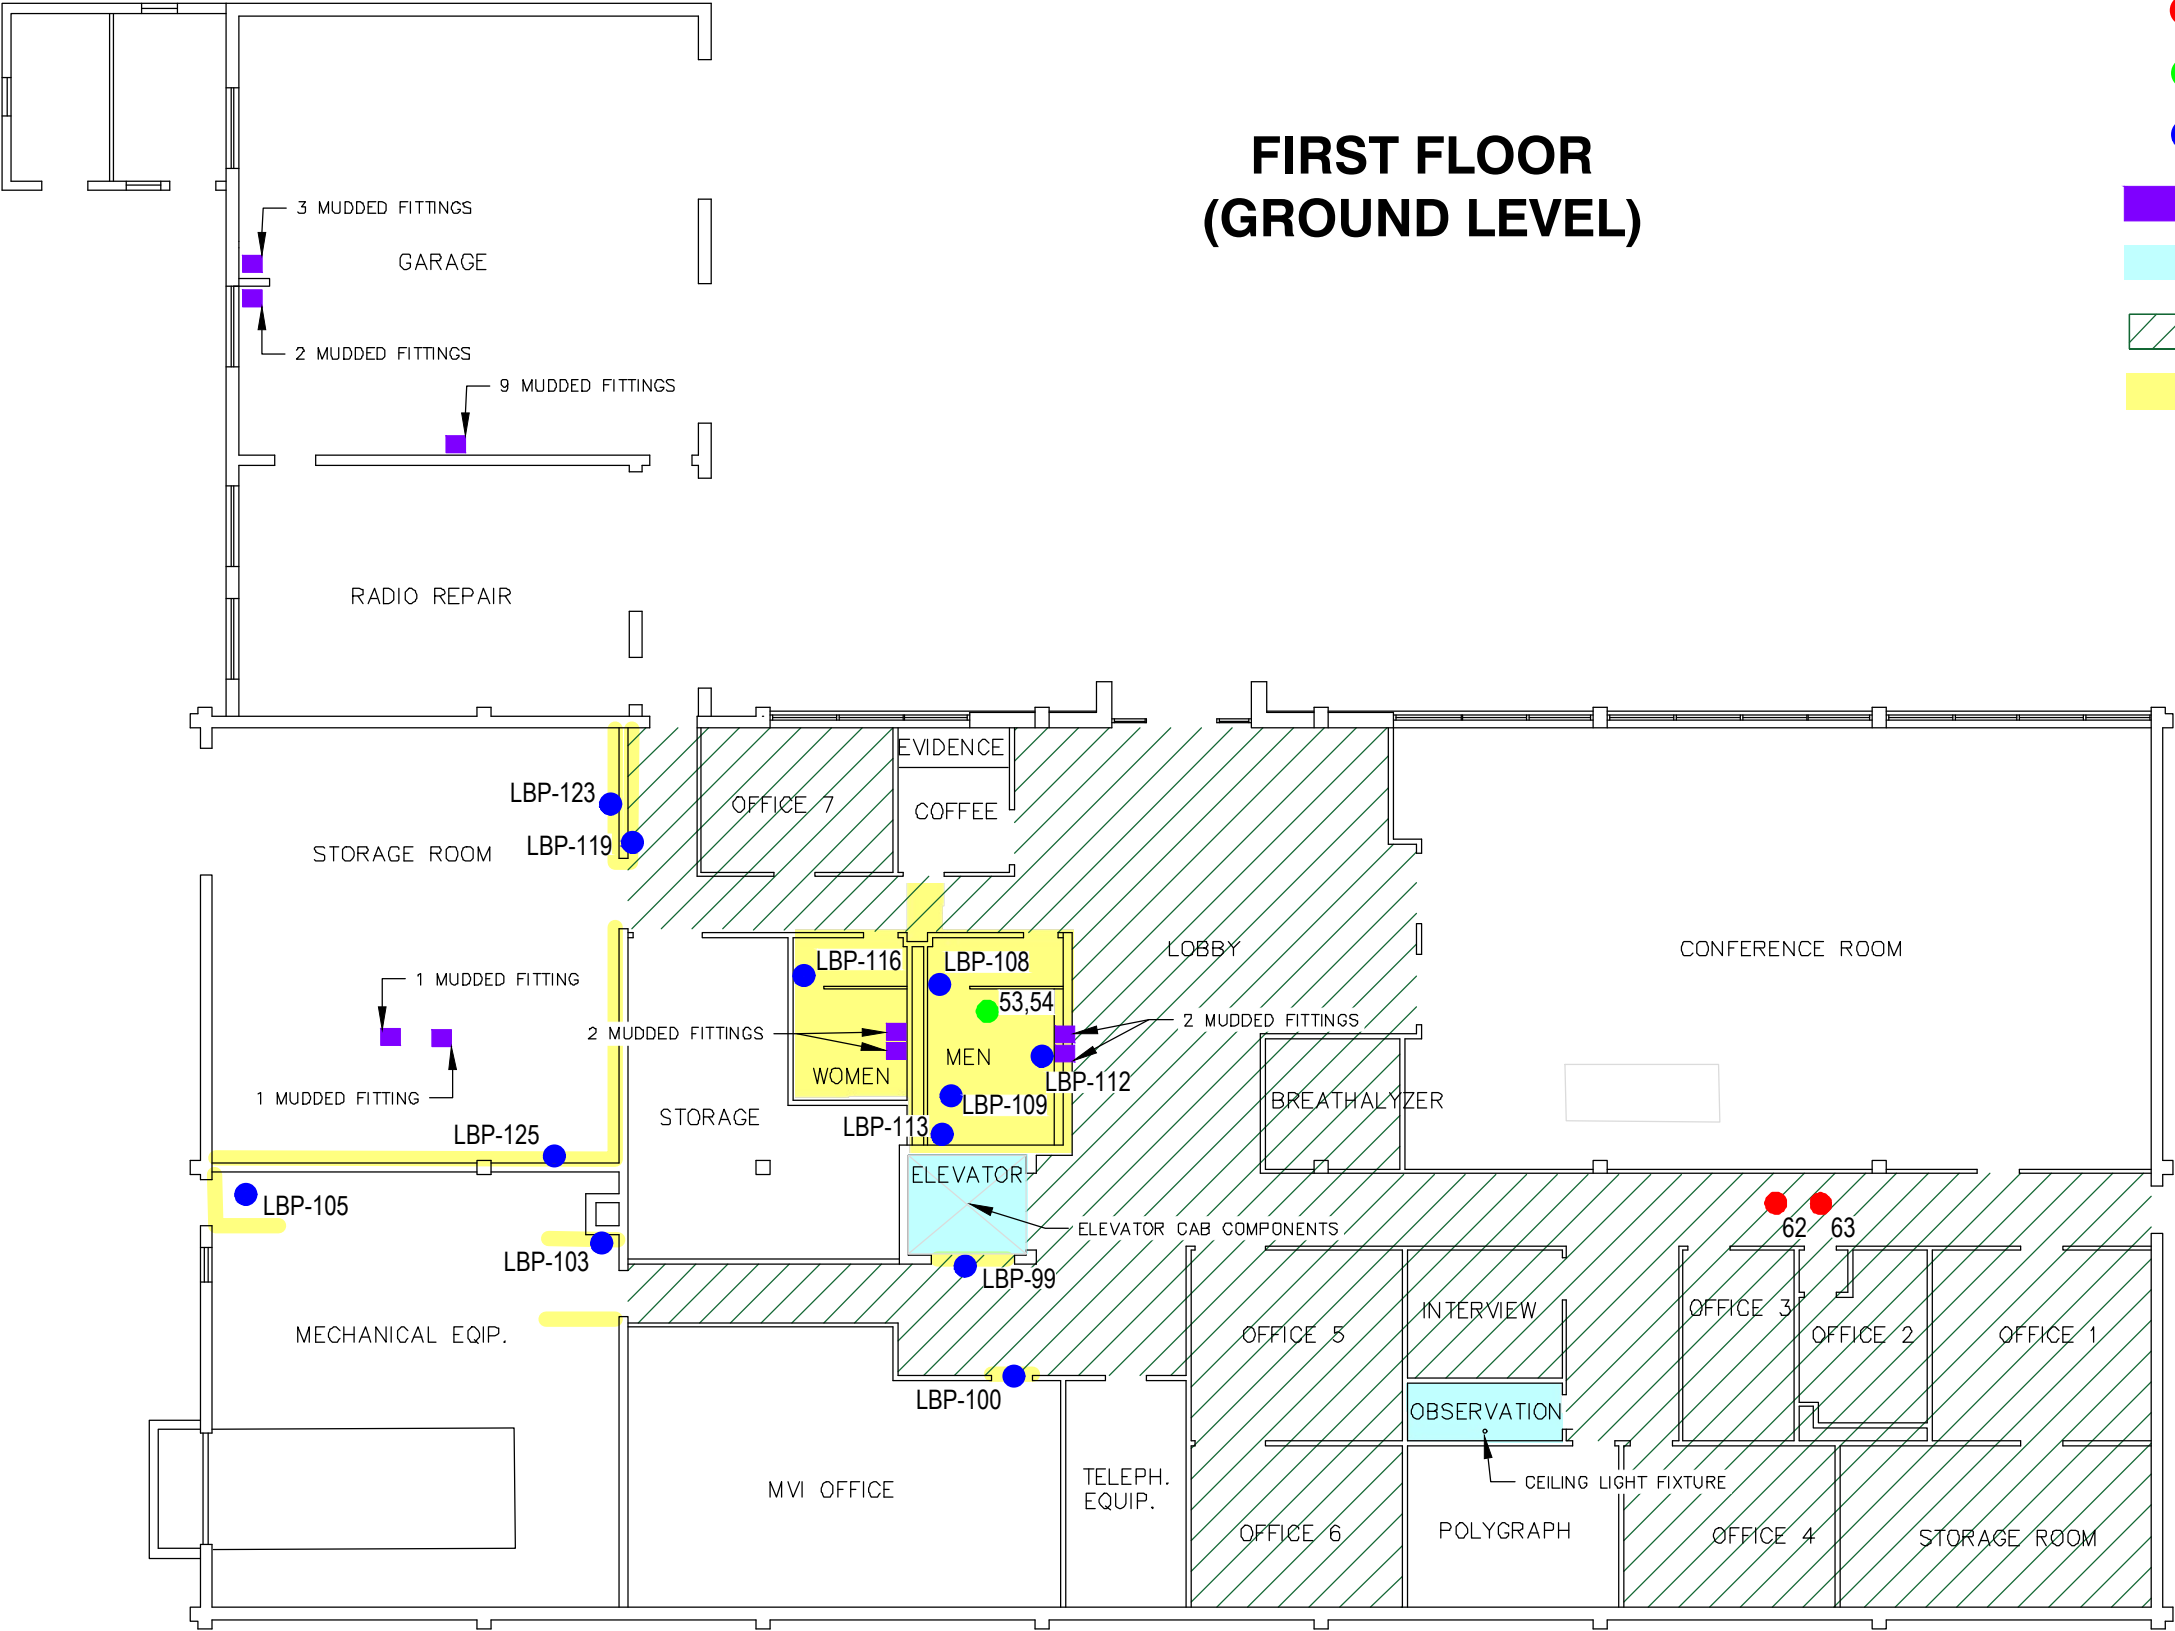 FIRST FLOOR
(GROUND LEVEL)
3 MUDDED FITTINGS
GARAGE
2 MUDDED FITTINGS
9 MUDDED FITTINGS
RADIO REPAIR
EVIDENCE
LBP-123
OFFICE 7
COFFEE
LBP-119
STORAGE ROOM
LOBBY
CONFERENCE ROOM
LBP-116
LBP-108
1 MUDDED FITTING
53,54
2 MUDDED FITTINGS
2 MUDDED FITTINGS
MEN
WOMEN
LBP-112
1 MUDDED FITTING
LBP-109
BREATHALYZER
STORAGE
LBP-113
LBP-125
ELEVATOR
LBP-105
ELEVATOR CAB COMPONENTS
62
63
LBP-103
LBP-99
MECHANICAL EQIP.
OFFICE 5
INTERVIEW
OFFICE 3
OFFICE 2
OFFICE 1
LBP-100
OBSERVATION
TELEPH.
EQUIP.
CEILING LIGHT FIXTURE
MVI OFFICE
OFFICE 6
POLYGRAPH
OFFICE 4
STORAGE ROOM